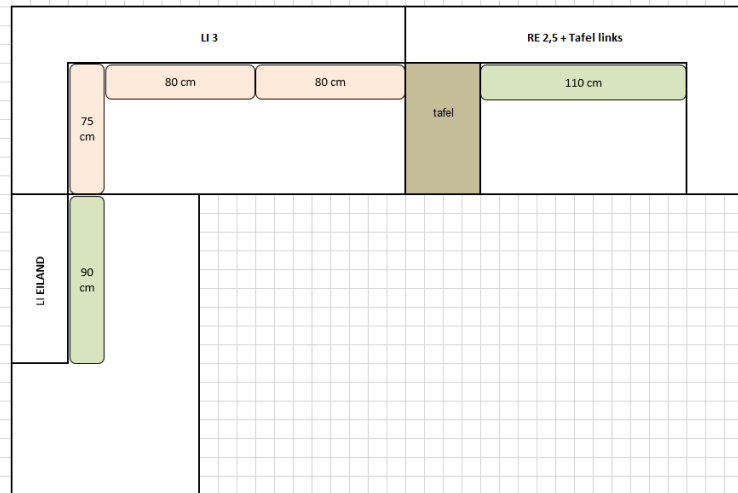 LI 3
RE 2,5 + Tafel links
80 cm
80 cm
110 cm
75
cm
tafel
90
cm
LI EILAND